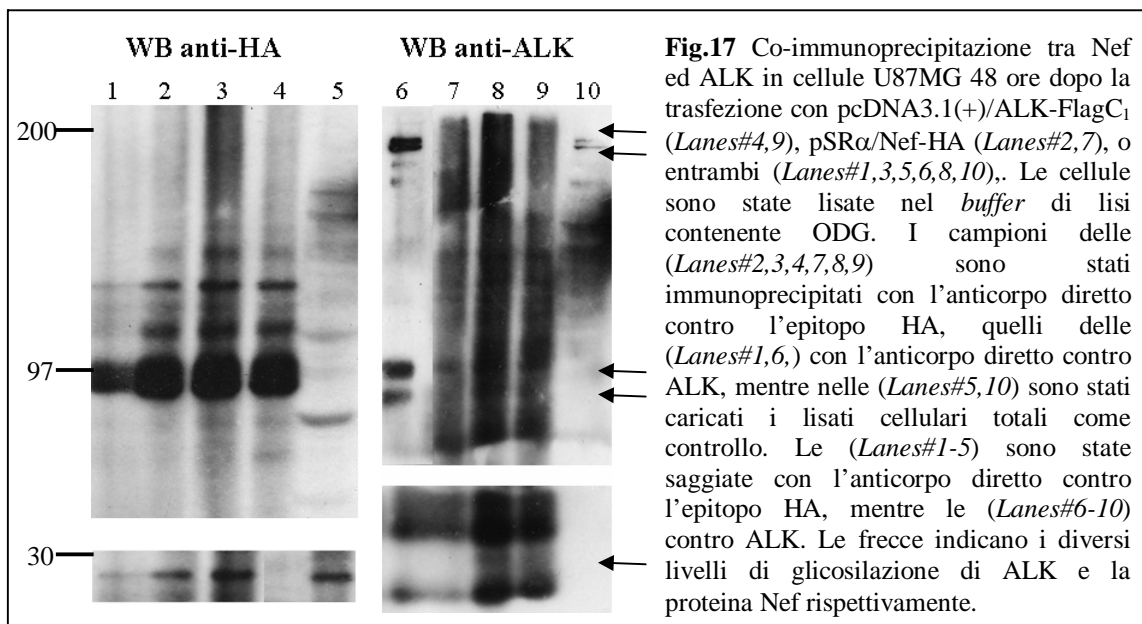 WB anti-HA
WB anti-ALK
1 2 3 4 5
6 7 8 9 10
200
97
30
Fig.17 Co-immunoprecipitazione tra Nef
ed ALK in cellule U87MG 48 ore dopo la
trasfezione con pcDNA3.1(+)/ALK-FlagC₁
(Lanes#4,9), pSRα/Nef-HA (Lanes#2,7), o
entrambi (Lanes#1,3,5,6,8,10),. Le cellule
sono state lisate nel buffer di lisi
contenente ODG. I campioni delle
(Lanes#2,3,4,7,8,9) sono stati
immunoprecipitati con l'anticorpo diretto
contro l'epitopo HA, quelli delle
(Lanes#1,6,) con l'anticorpo diretto contro
ALK, mentre nelle (Lanes#5,10) sono stati
caricati i lisati cellulari totali come
controllo. Le (Lanes#1-5) sono state
saggiate con l'anticorpo diretto contro
l'epitopo HA, mentre le (Lanes#6-10)
contro ALK. Le frecce indicano i diversi
livelli di glicosilazione di ALK e la
proteina Nef rispettivamente.